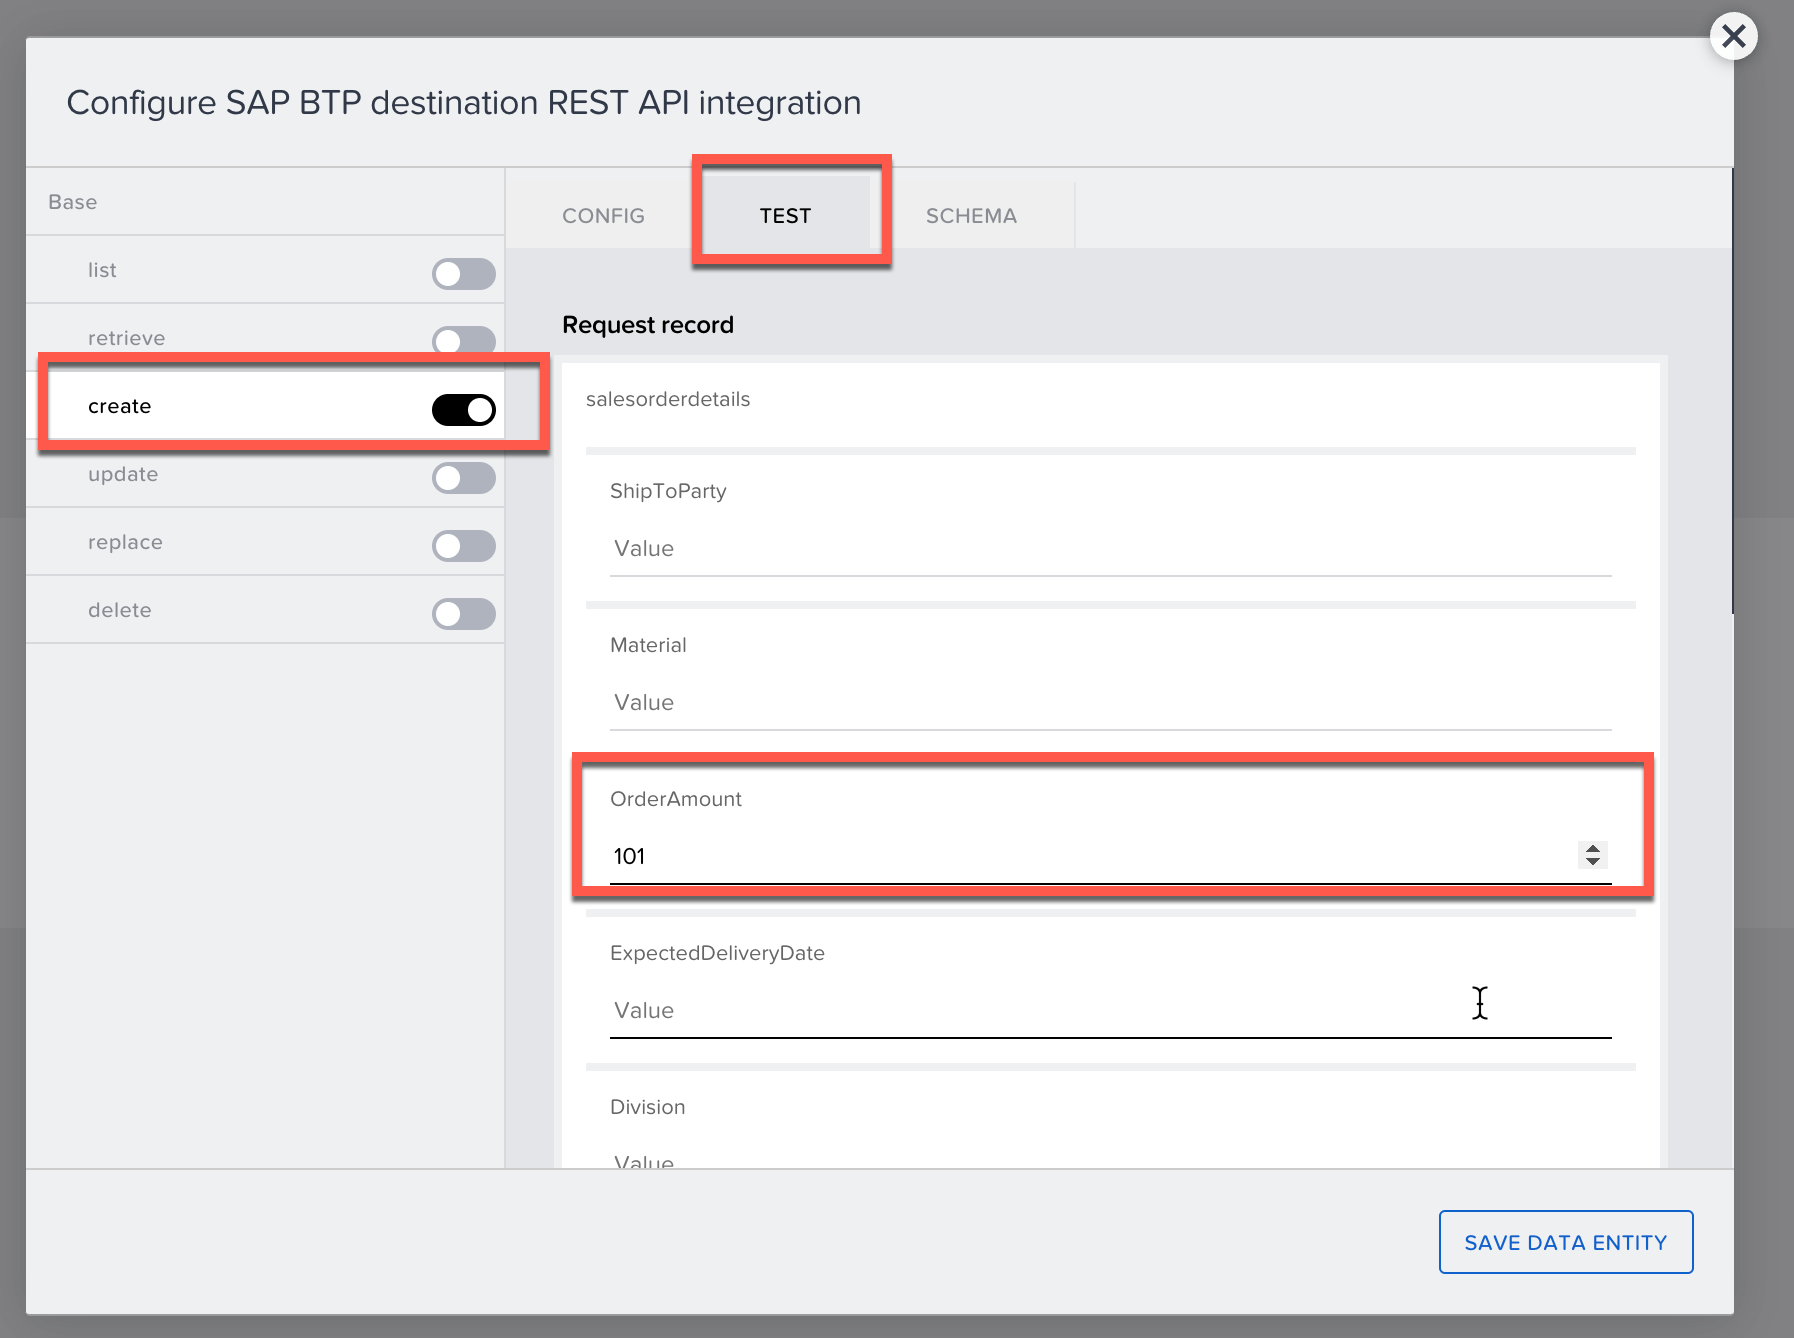 Configure SAP BTP destination REST API integration
Base
list
retrieve
create
update
replace
delete
CONFIG
TEST
SCHEMA
Request record
salesorderdetails
ShipToParty
Value
Material
Value
OrderAmount
101
ExpectedDeliveryDate
Value
Division
Value
SAVE DATA ENTITY